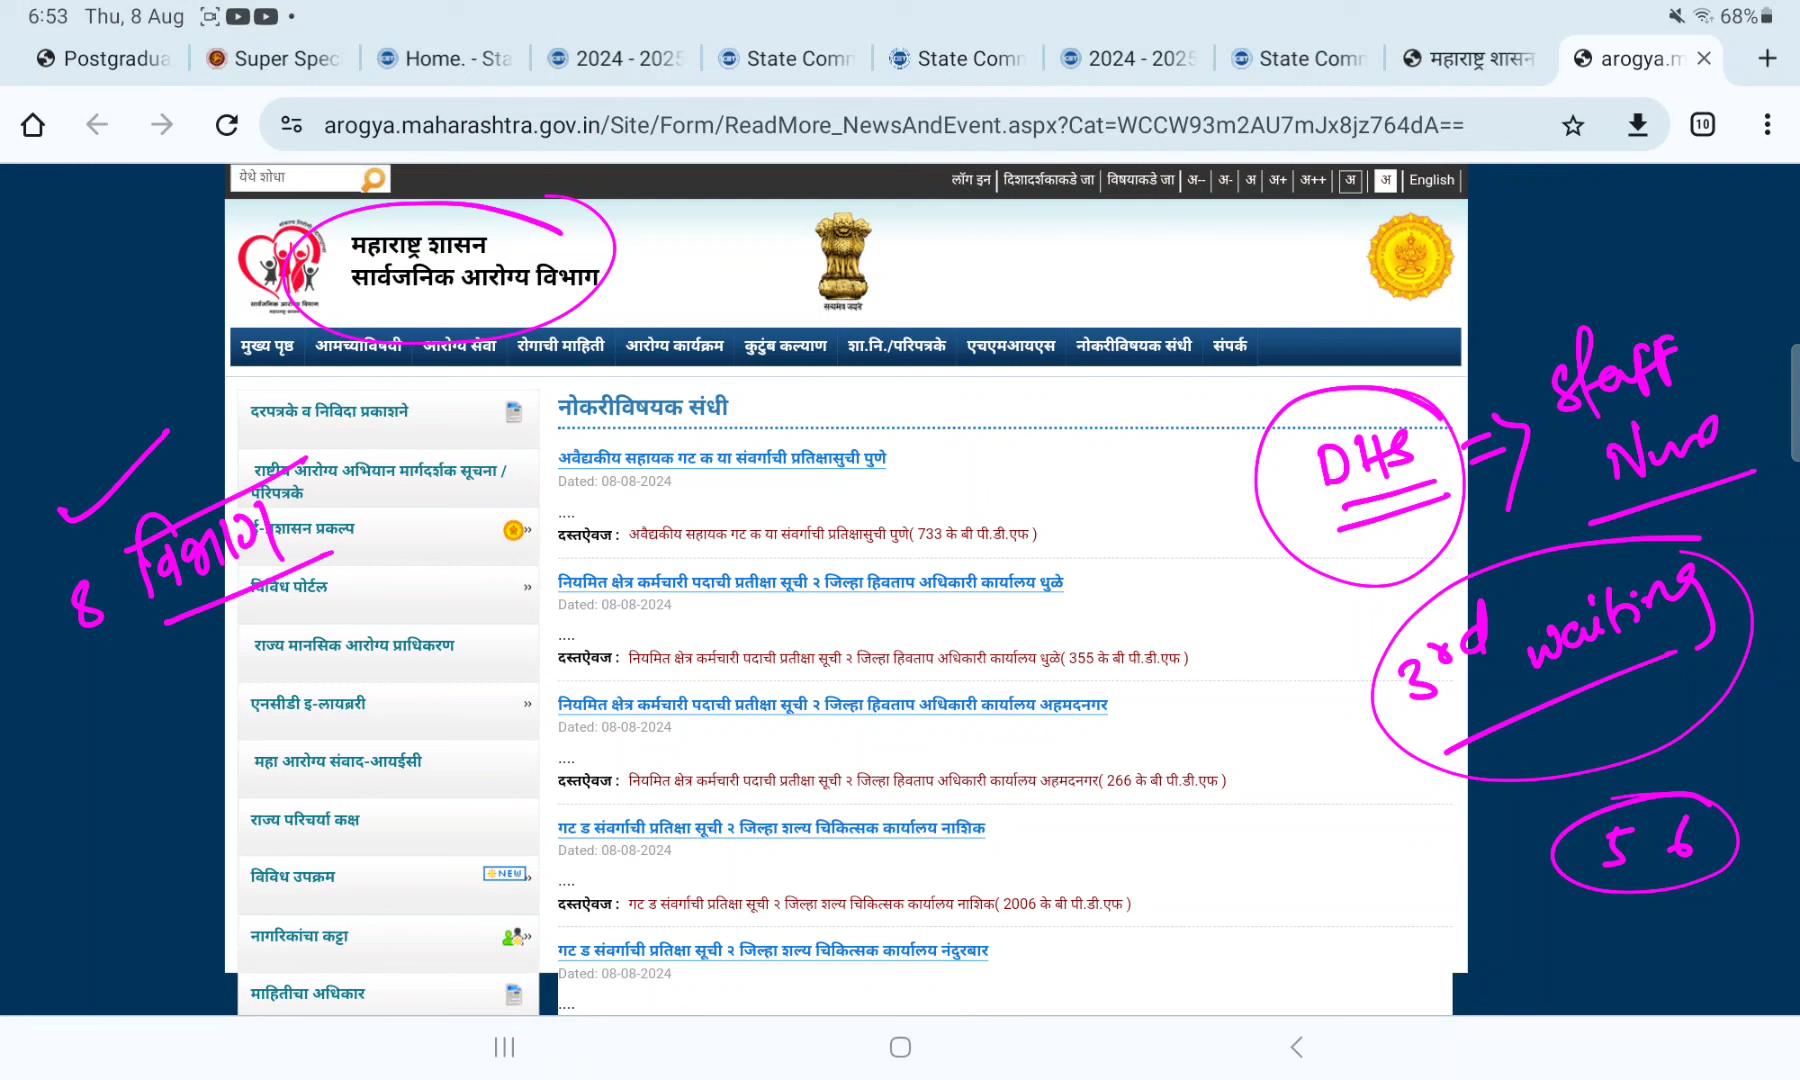 6:53 Thu, 8 Aug
68%
Postgradua
Super Spec
Home. - Sta
2024 - 2025
State Comm
State Comm
2024 - 2025
State Comm
महाराष्ट्र शासन
arogya.m
arogya.maharashtra.gov.in/Site/Form/ReadMore_NewsAndEvent.aspx?Cat=WCCW93m2AU7mJx8jz764dA==
10
येथे शोधा
लॉग इन | दिशादर्शकाकडे जा | विषयाकडे जा | अ-- | अ- | अ | अ+ | अ++ | अ | अ | English |
महाराष्ट्र शासन
सार्वजनिक आरोग्य विभाग
सार्वजनिक आरोग्य विभाग
सत्यमेव जयते
मुख्य पृष्ठ
आमच्याविषयी
आरोग्य सेवा
रोगाची माहिती
आरोग्य कार्यक्रम
कुटुंब कल्याण
शा.नि./परिपत्रके
एचएमआयएस
नोकरीविषयक संधी
संपर्क
दरपत्रके व निविदा प्रकाशने
राष्ट्रीय आरोग्य अभियान मार्गदर्शक सूचना /
परिपत्रके
ई-प्रशासन प्रकल्प
विविध पोर्टल
राज्य मानसिक आरोग्य प्राधिकरण
एनसीडी इ-लायब्ररी
महा आरोग्य संवाद-आयईसी
राज्य परिचर्या कक्ष
विविध उपक्रम
NEW
नागरिकांचा कट्टा
माहितीचा अधिकार
8 विभाग
नोकरीविषयक संधी
अवैद्यकीय सहायक गट क या संवर्गाची प्रतिक्षासुची पुणे
Dated: 08-08-2024
....
दस्तऐवज : अवैद्यकीय सहायक गट क या संवर्गाची प्रतिक्षासुची पुणे( 733 के बी पी.डी.एफ )
नियमित क्षेत्र कर्मचारी पदाची प्रतीक्षा सूची २ जिल्हा हिवताप अधिकारी कार्यालय धुळे
Dated: 08-08-2024
....
दस्तऐवज : नियमित क्षेत्र कर्मचारी पदाची प्रतीक्षा सूची २ जिल्हा हिवताप अधिकारी कार्यालय धुळे( 355 के बी पी.डी.एफ )
नियमित क्षेत्र कर्मचारी पदाची प्रतीक्षा सूची २ जिल्हा हिवताप अधिकारी कार्यालय अहमदनगर
Dated: 08-08-2024
....
दस्तऐवज : नियमित क्षेत्र कर्मचारी पदाची प्रतीक्षा सूची २ जिल्हा हिवताप अधिकारी कार्यालय अहमदनगर( 266 के बी पी.डी.एफ )
गट ड संवर्गाची प्रतिक्षा सूची २ जिल्हा शल्य चिकित्सक कार्यालय नाशिक
Dated: 08-08-2024
....
दस्तऐवज : गट ड संवर्गाची प्रतिक्षा सूची २ जिल्हा शल्य चिकित्सक कार्यालय नाशिक( 2006 के बी पी.डी.एफ )
गट ड संवर्गाची प्रतिक्षा सूची २ जिल्हा शल्य चिकित्सक कार्यालय नंदुरबार
Dated: 08-08-2024
....
DHS => Staff
3rd waiting
5 6